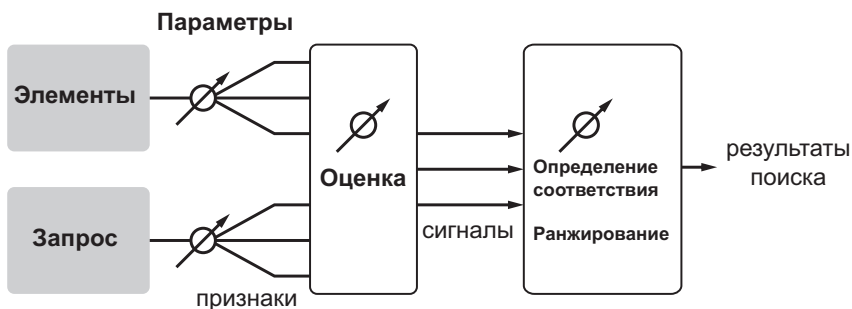 Параметры
Элементы
Запрос
признаки
Оценка
сигналы
Определение
соответствия
Ранжирование
результаты
поиска